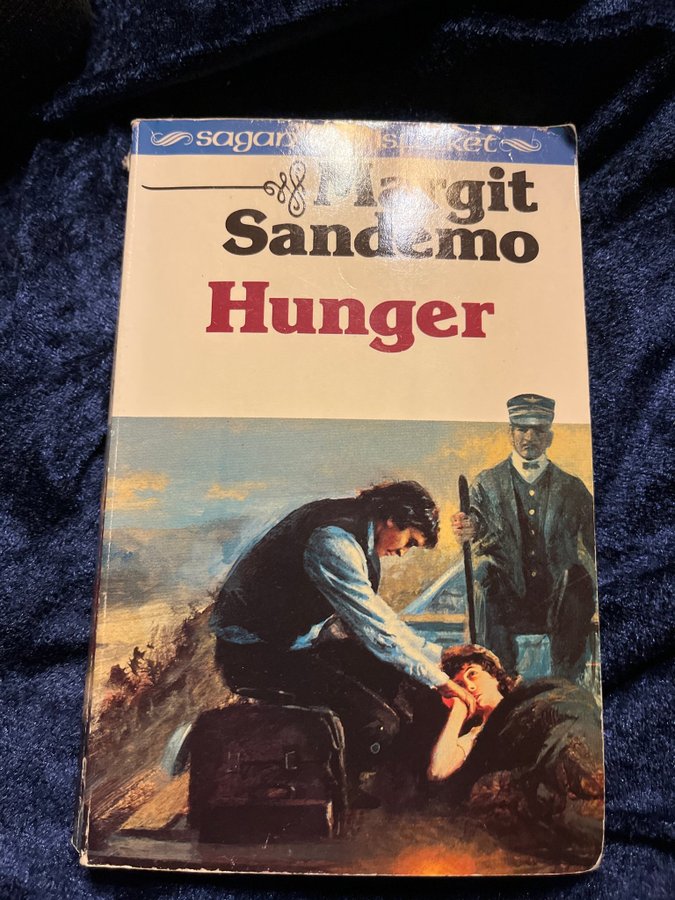 sagan
Margit
Sandemo
Hunger